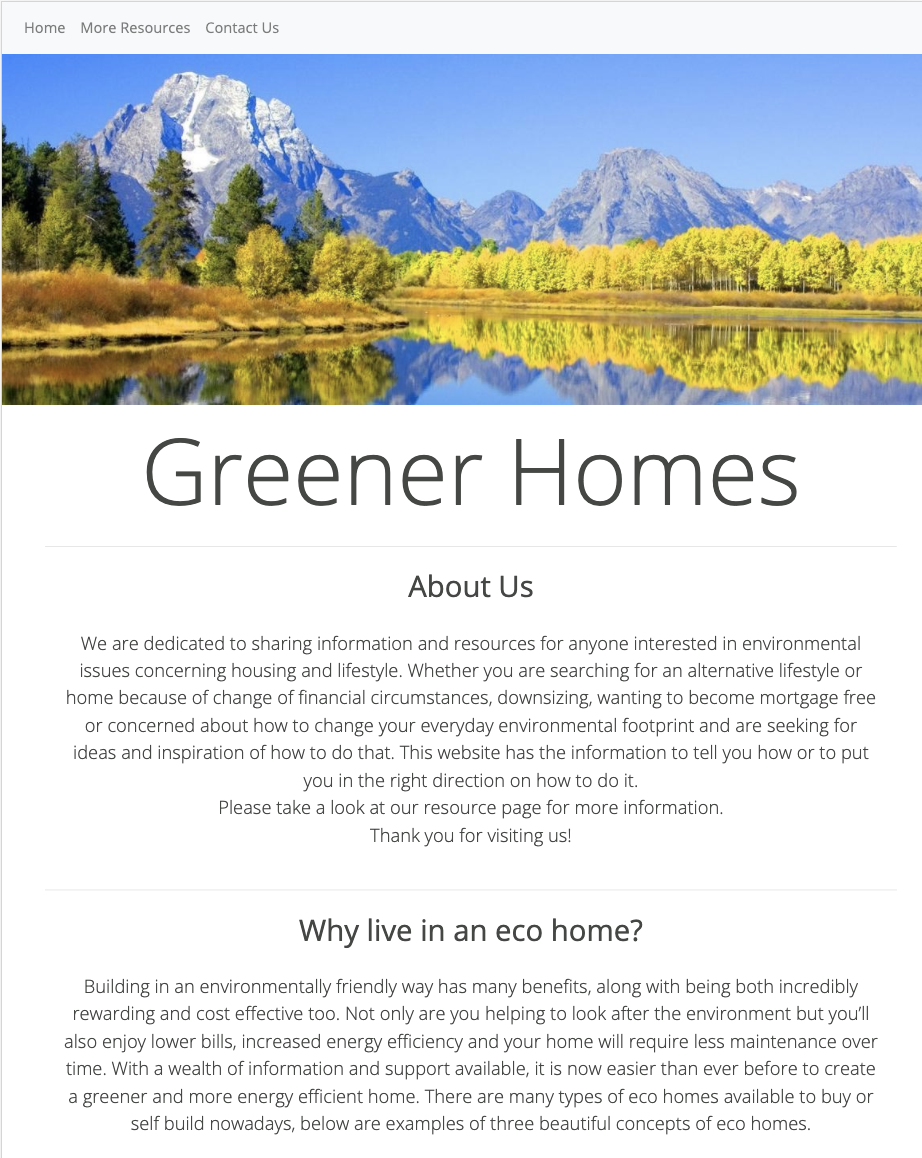 Home More Resources Contact Us
Greener Homes
About Us
We are dedicated to sharing information and resources for anyone interested in environmental
issues concerning housing and lifestyle. Whether you are searching for an alternative lifestyle or
home because of change of financial circumstances, downsizing, wanting to become mortgage free
or concerned about how to change your everyday environmental footprint and are seeking for
ideas and inspiration of how to do that. This website has the information to tell you how or to put
you in the right direction on how to do it.
Please take a look at our resource page for more information.
Thank you for visiting us!
Why live in an eco home?
Building in an environmentally friendly way has many benefits, along with being both incredibly
rewarding and cost effective too. Not only are you helping to look after the environment but you’ll
also enjoy lower bills, increased energy efficiency and your home will require less maintenance over
time. With a wealth of information and support available, it is now easier than ever before to create
a greener and more energy efficient home. There are many types of eco homes available to buy or
self build nowadays, below are examples of three beautiful concepts of eco homes.